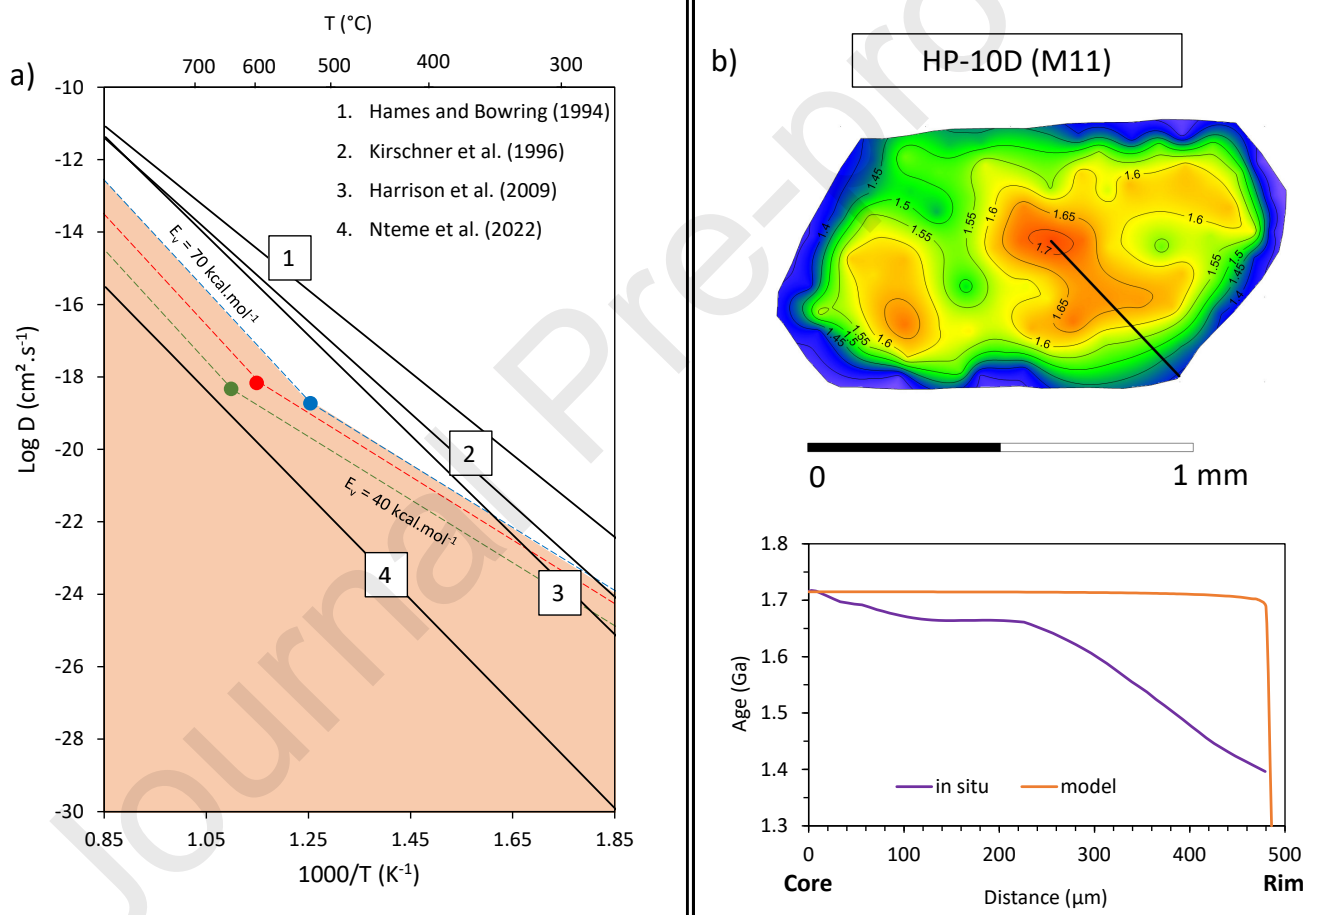 a)
T (°C)
700 600 500 400 300
-10
-12
-14
-16
-18
-20
-22
-24
-26
-28
-30
Log D (cm².s⁻¹)
1. Hames and Bowring (1994)
2. Kirschner et al. (1996)
3. Harrison et al. (2009)
4. Nteme et al. (2022)
1
2
3
4
Eᵥ = 70 kcal.mol⁻¹
Eᵥ = 40 kcal.mol⁻¹
0.85 1.05 1.25 1.45 1.65 1.85
1000/T (K⁻¹)
b)
HP-10D (M11)
1.45
1.4
1.5
1.55
1.55
1.6
1.65
1.7
1.6
1.6
1.55
1.5
1.45
1.4
1.65
1.6
1.6
1.55
1.5
1.45
0 1 mm
1.8
1.7
1.6
1.5
1.4
1.3
Age (Ga)
in situ model
0 100 200 300 400 500
Core Rim
Distance (µm)
Journal Pre-pro